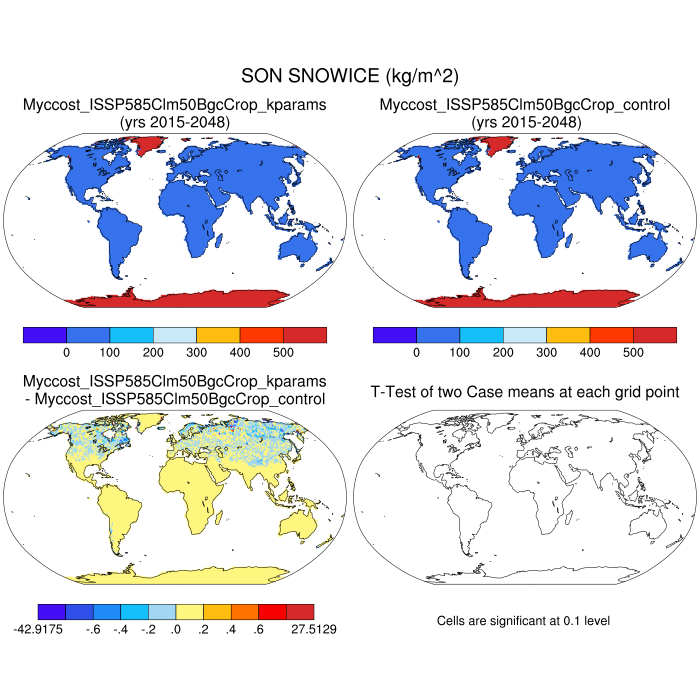 SON SNOWICE (kg/m^2)
Myccost_ISSP585Clm50BgcCrop_kparams
(yrs 2015-2048)
Myccost_ISSP585Clm50BgcCrop_control
(yrs 2015-2048)
0 100 200 300 400 500
0 100 200 300 400 500
Myccost_ISSP585Clm50BgcCrop_kparams
- Myccost_ISSP585Clm50BgcCrop_control
T-Test of two Case means at each grid point
-42.9175 -.6 -.4 -.2 .0 .2 .4 .6 27.5129
Cells are significant at 0.1 level